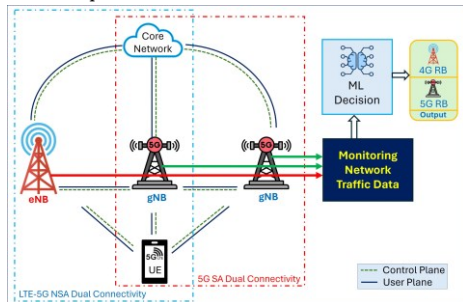 Core
Network
ML
Decision
4G RB
5G RB
Output
5G
5G
Monitoring
Network
Traffic Data
eNB
gNB
gNB
5G
UE
Control Plane
User Plane
LTE-5G NSA Dual Connectivity
5G SA Dual Connectivity